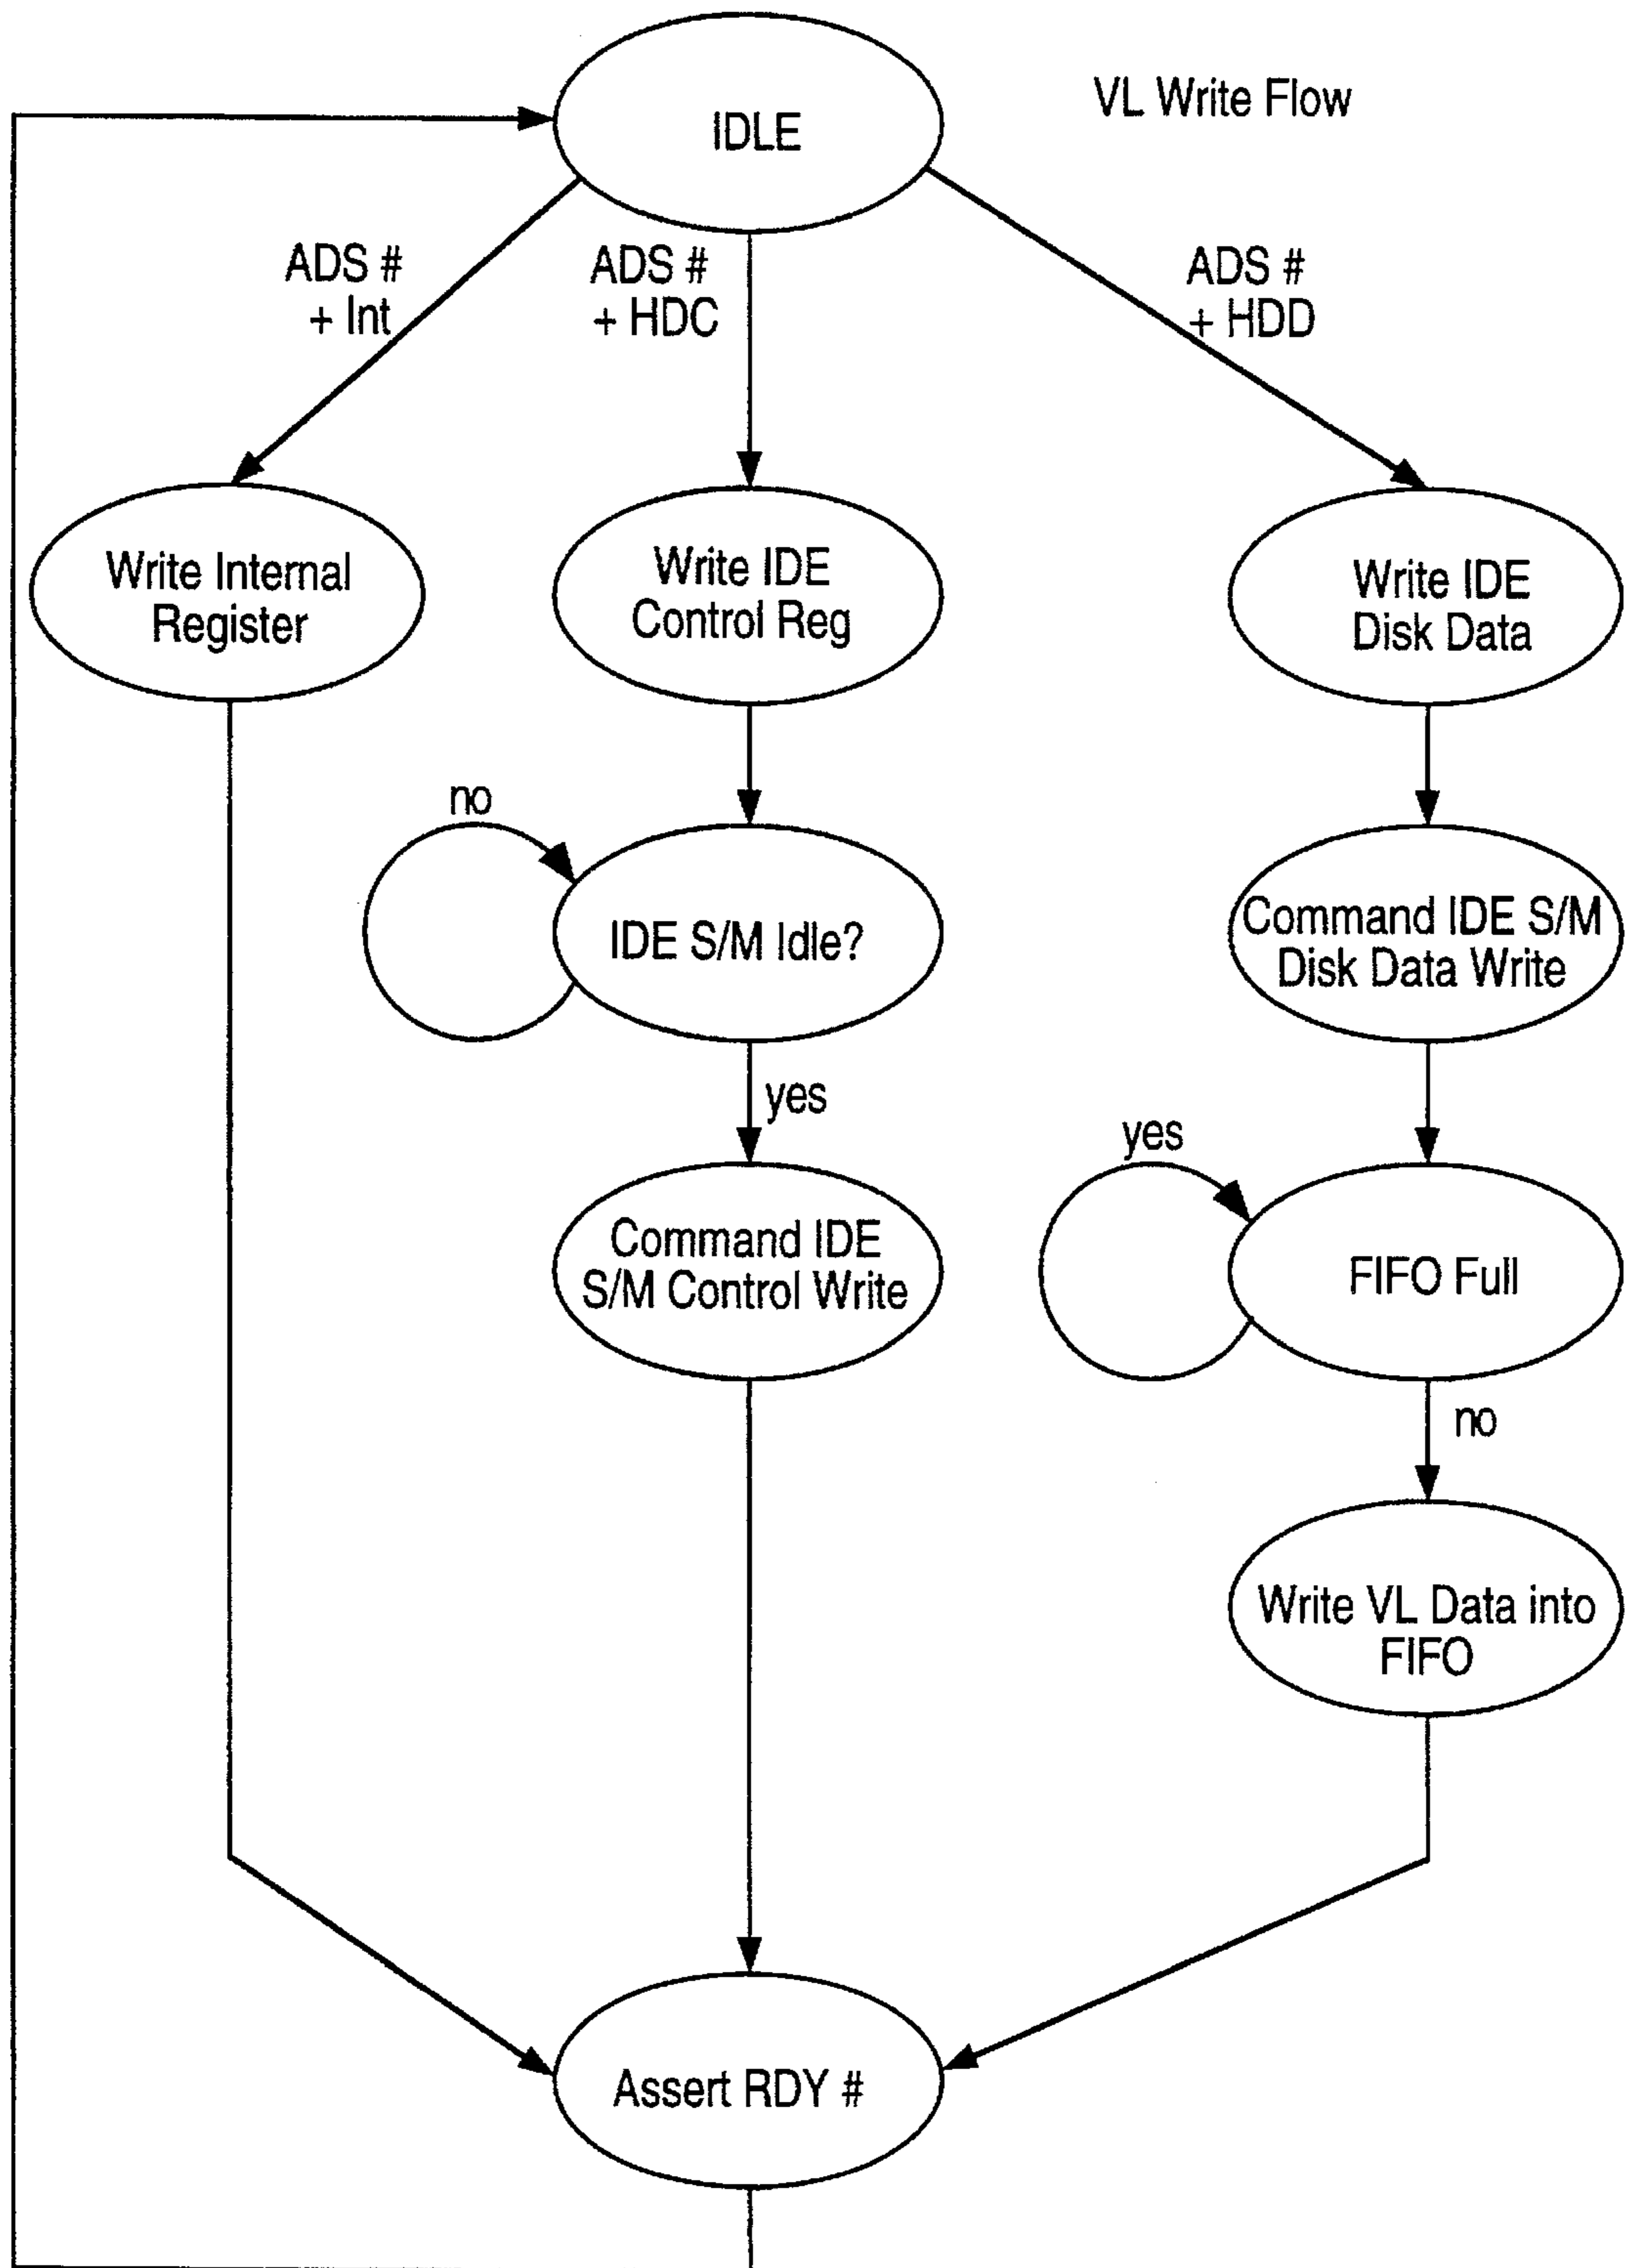 VL Write Flow
IDLE
ADS #
+ Int
ADS #
+ HDC
ADS #
+ HDD
Write Internal
Register
Write IDE
Control Reg
Write IDE
Disk Data
no
IDE S/M Idle?
Command IDE S/M
Disk Data Write
yes
yes
Command IDE
S/M Control Write
FIFO Full
no
Write VL Data into
FIFO
Assert RDY #